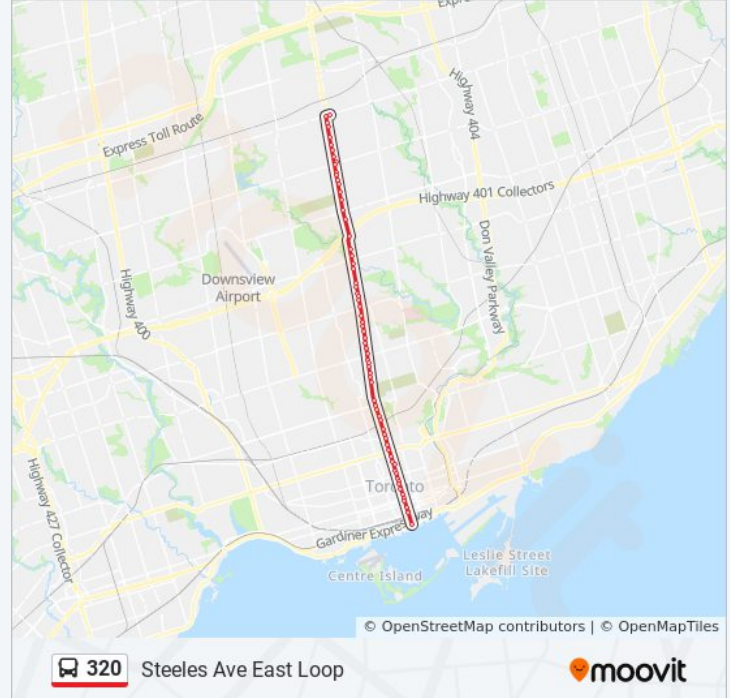 Expre
Highway 404
Express Toll Route
Highway 401 Collectors
Don Valley Parkway
Downsview
Airport
Highway 400
Highway 427 Collector
Toronto
Gardiner Expressway
Leslie Street
Lakefill Site
Centre Island
© OpenStreetMap contributors | © OpenMapTiles
320 Steeles Ave East Loop
moovit